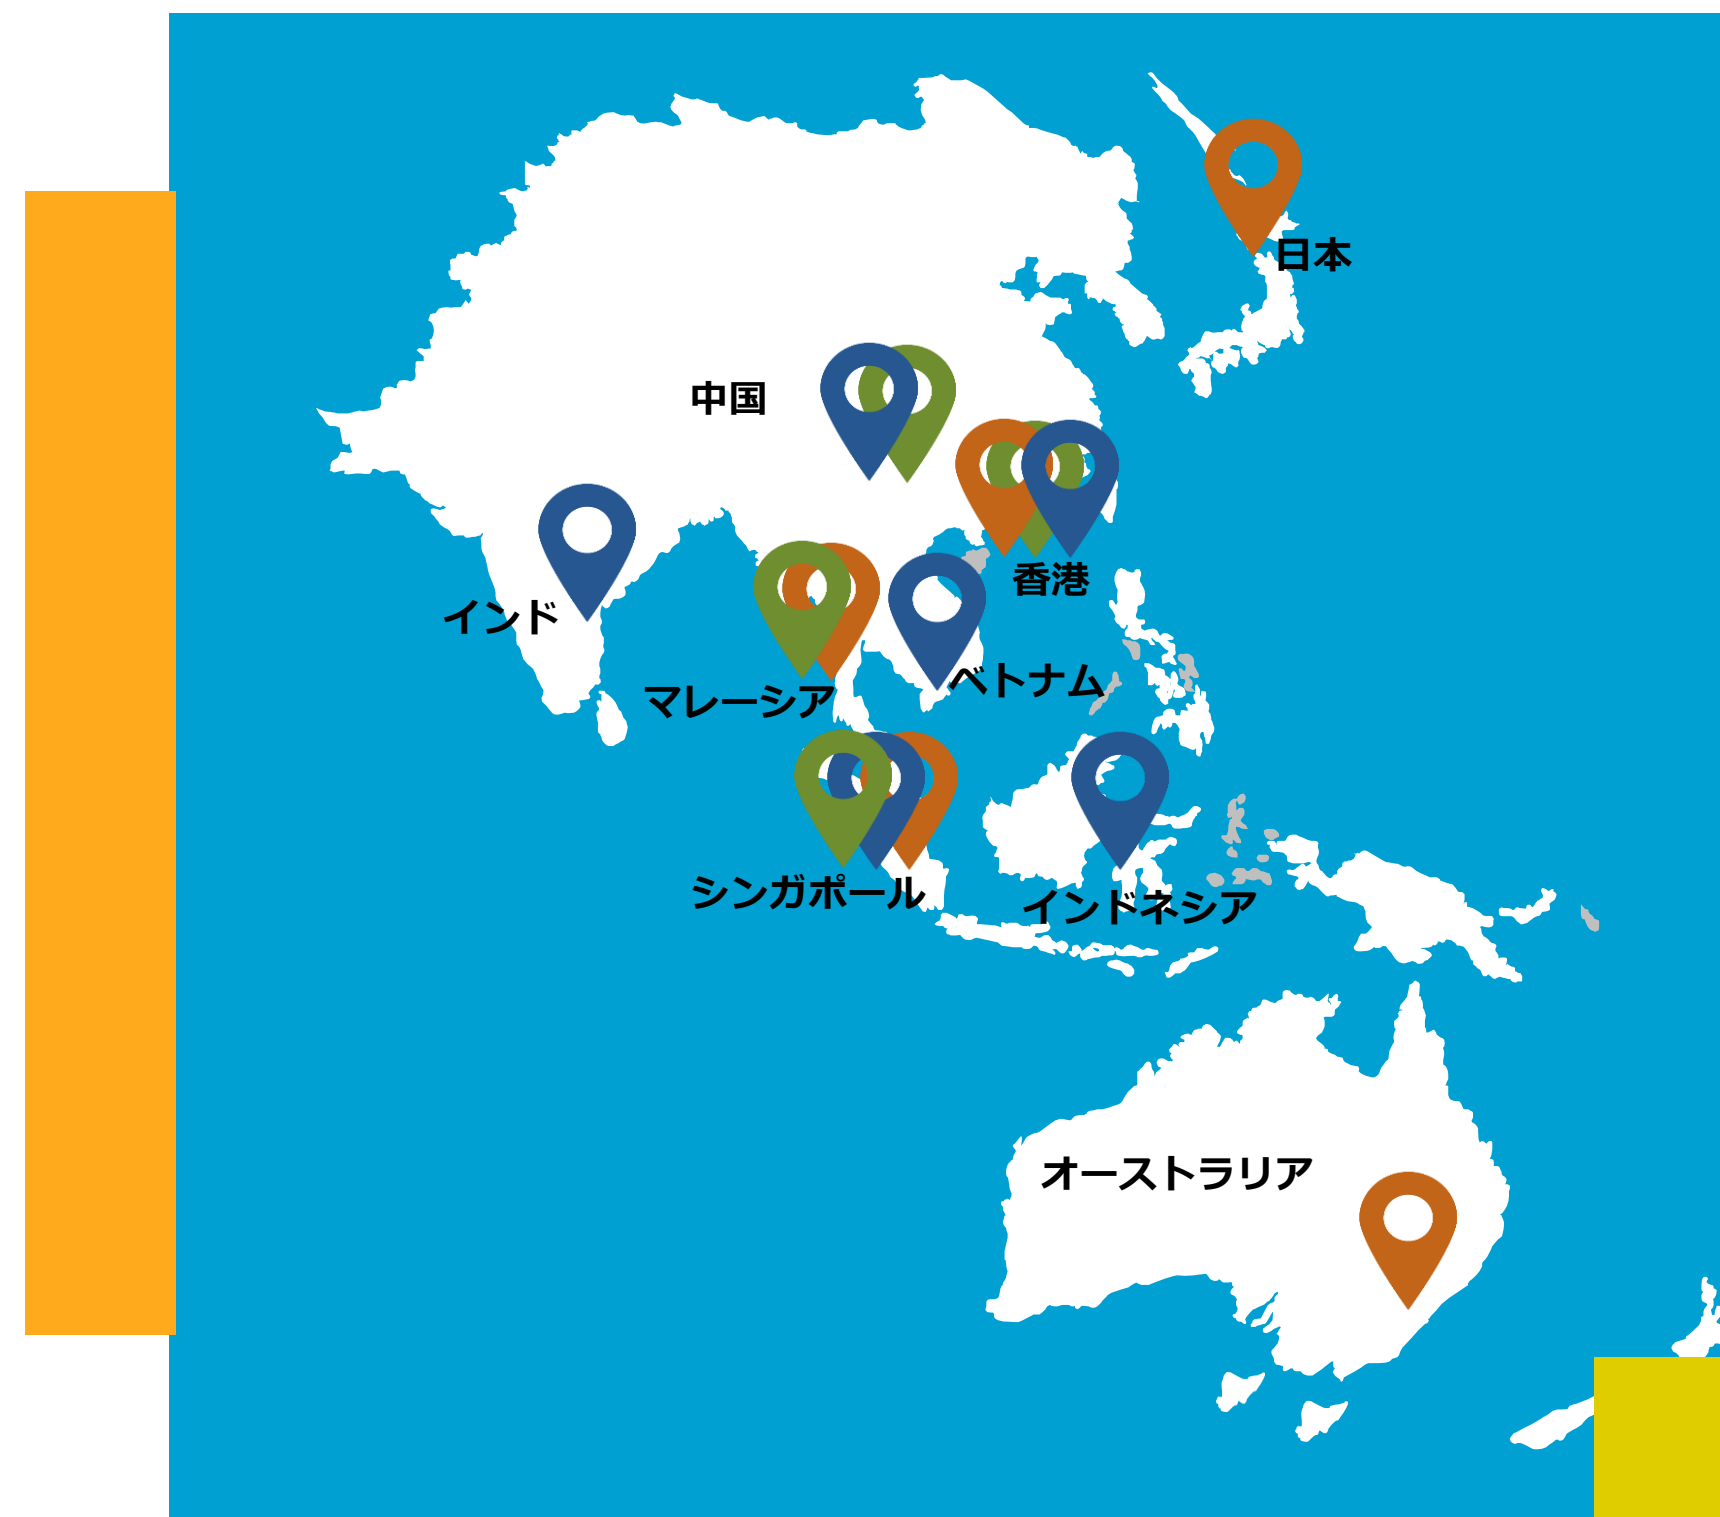 日本
中国
香港
インド
ベトナム
マレーシア
シンガポール
インドネシア
オーストラリア